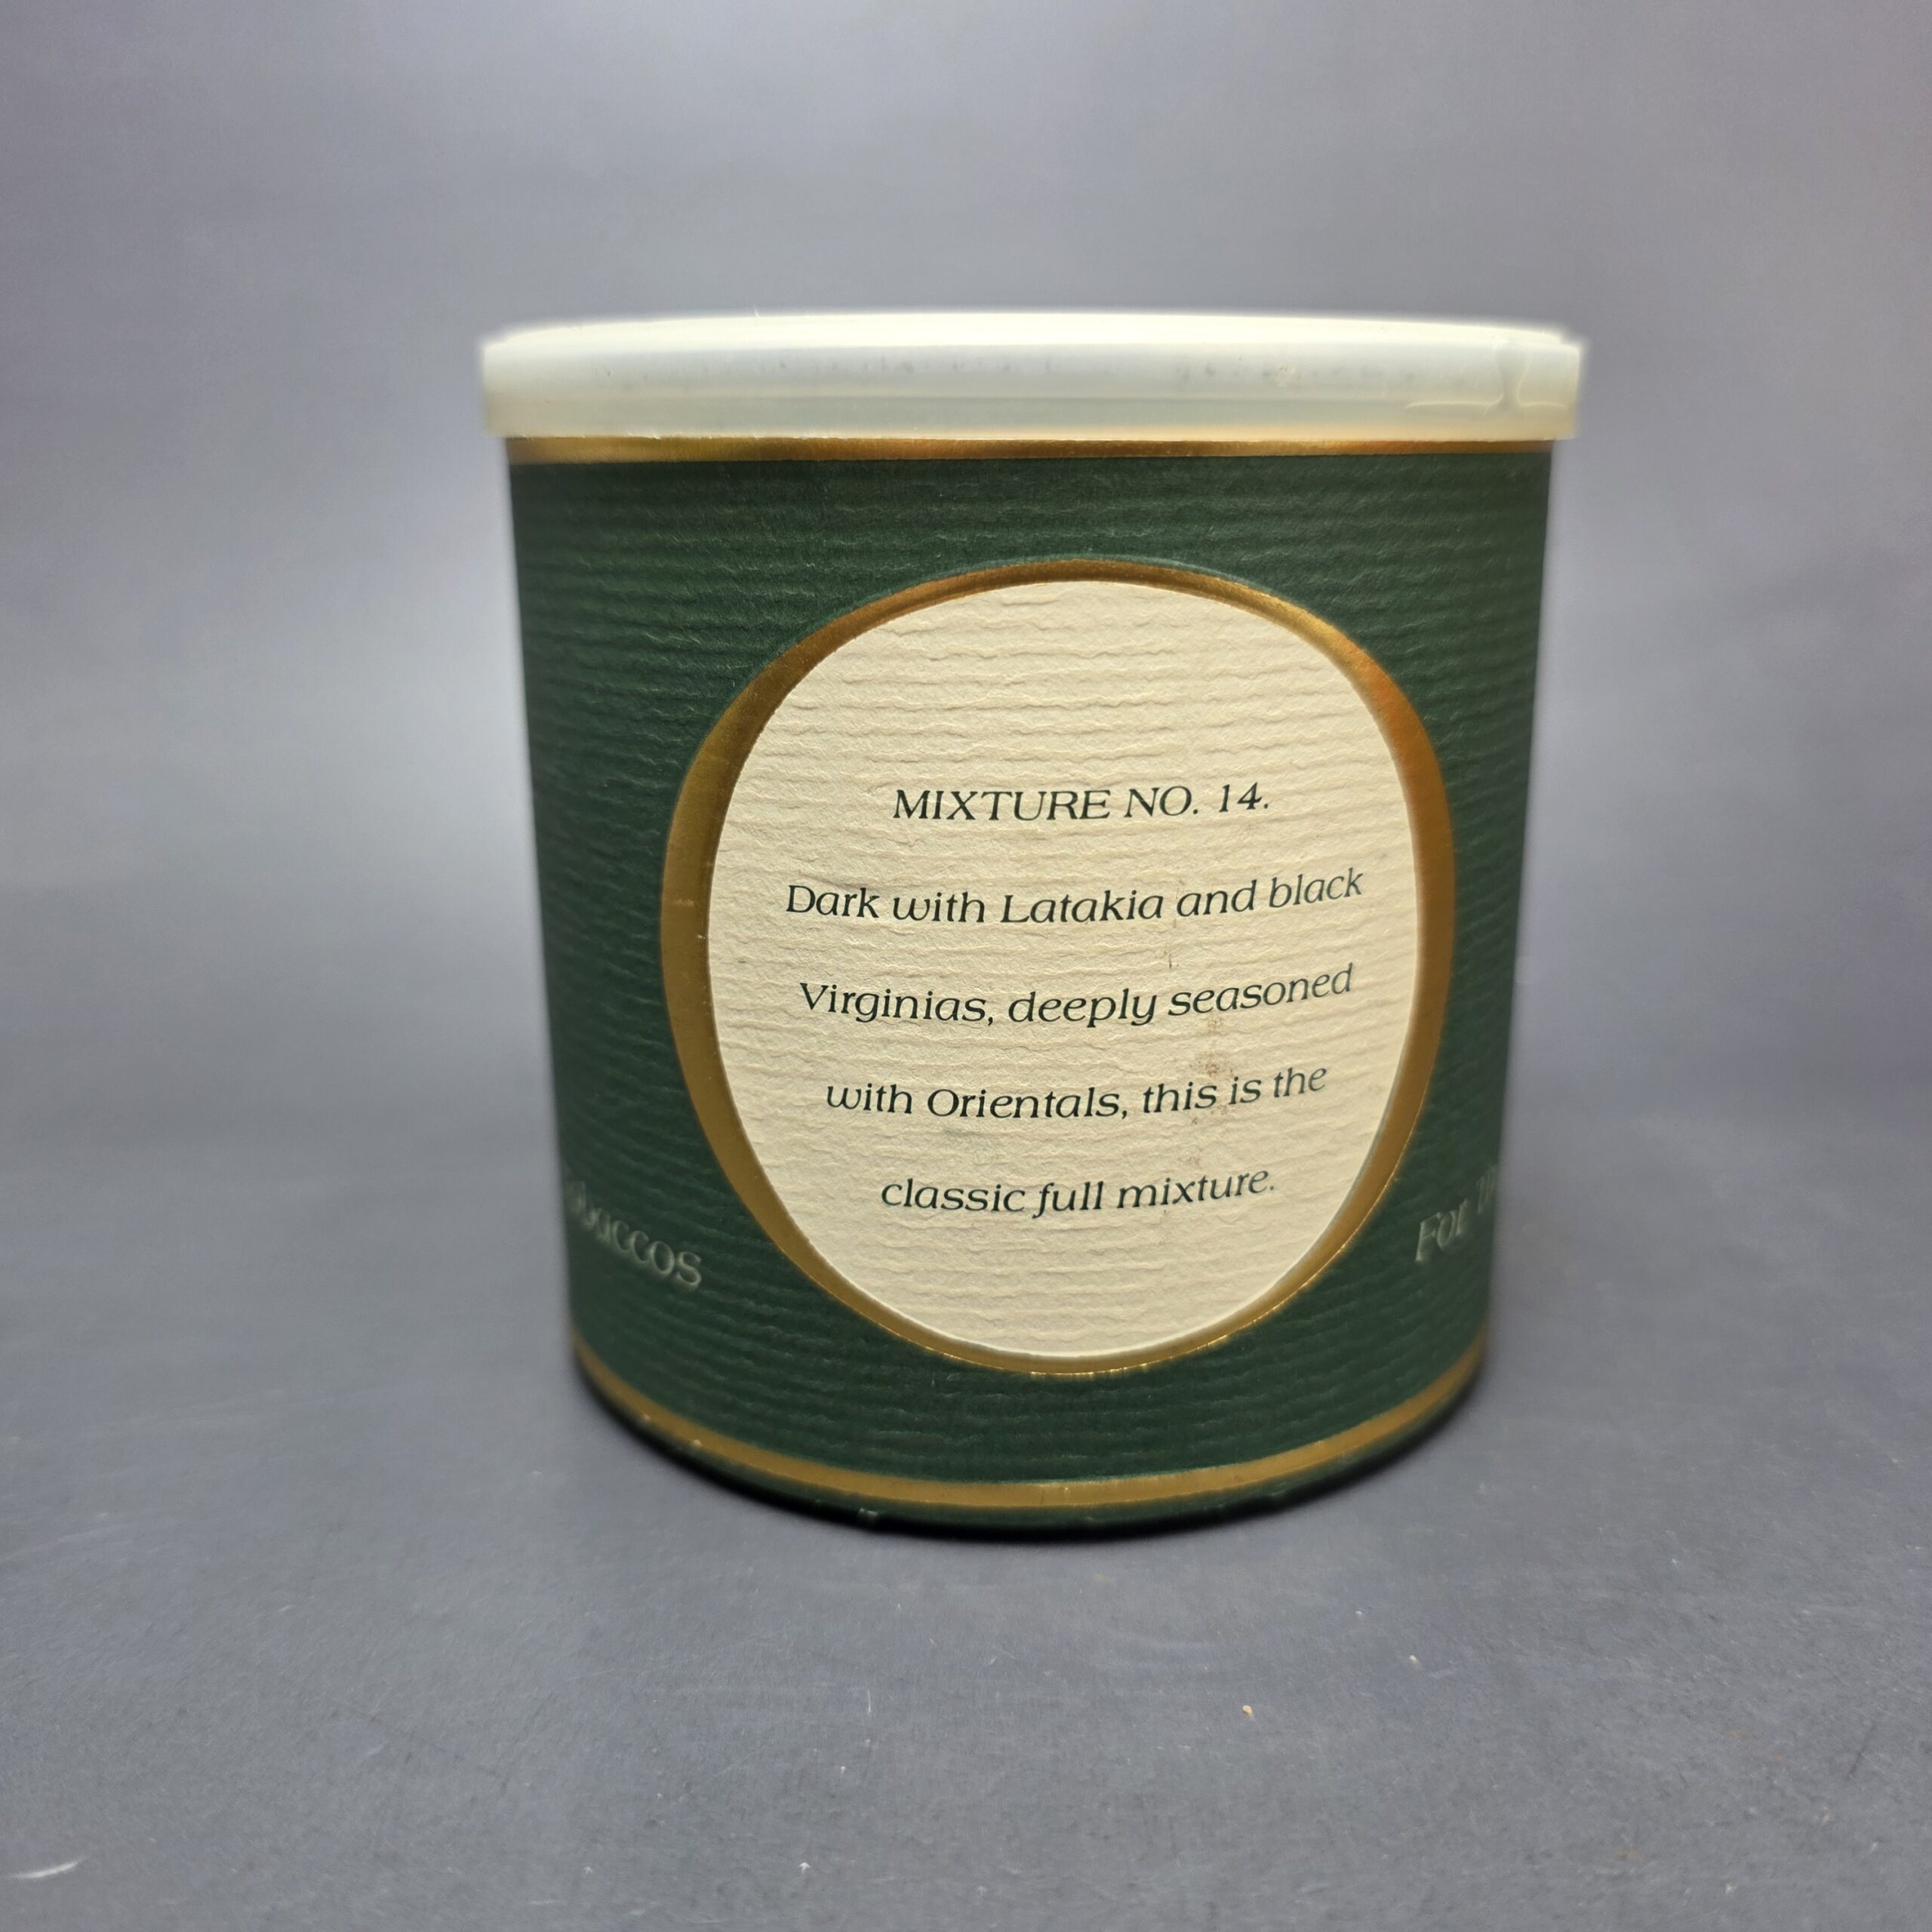 MIXTURE NO. 14.
Dark with Latakia and black
Virginias, deeply seasoned
with Orientals, this is the
classic full mixture.
For